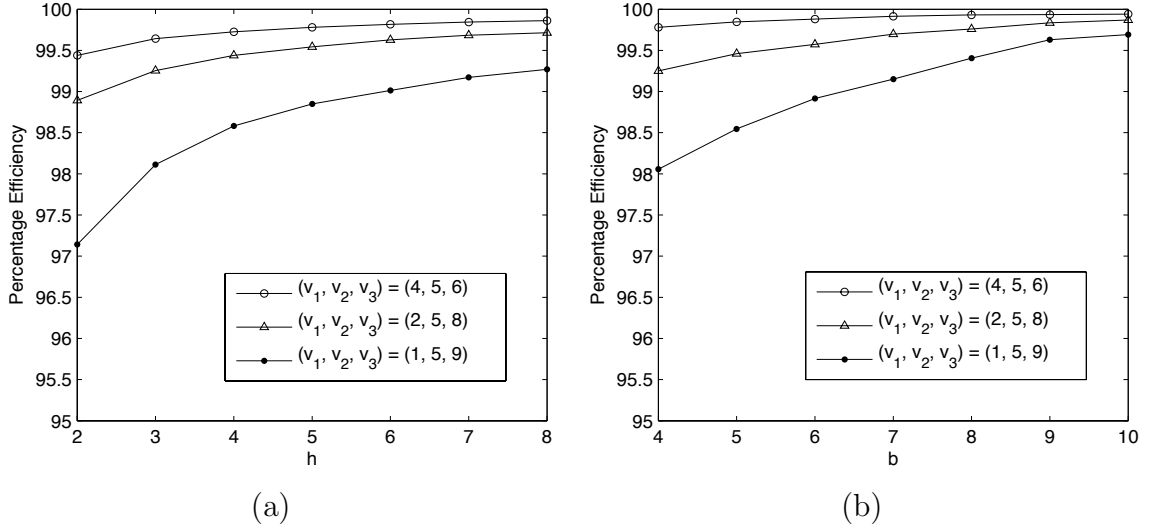 100
99.5
99
98.5
98
97.5
97
96.5
96
95.5
95
Percentage Efficiency
2 3 4 5 6 7 8
h
(v1, v2, v3) = (4, 5, 6)
(v1, v2, v3) = (2, 5, 8)
(v1, v2, v3) = (1, 5, 9)
(a)
100
99.5
99
98.5
98
97.5
97
96.5
96
95.5
95
Percentage Efficiency
4 5 6 7 8 9 10
b
(v1, v2, v3) = (4, 5, 6)
(v1, v2, v3) = (2, 5, 8)
(v1, v2, v3) = (1, 5, 9)
(b)